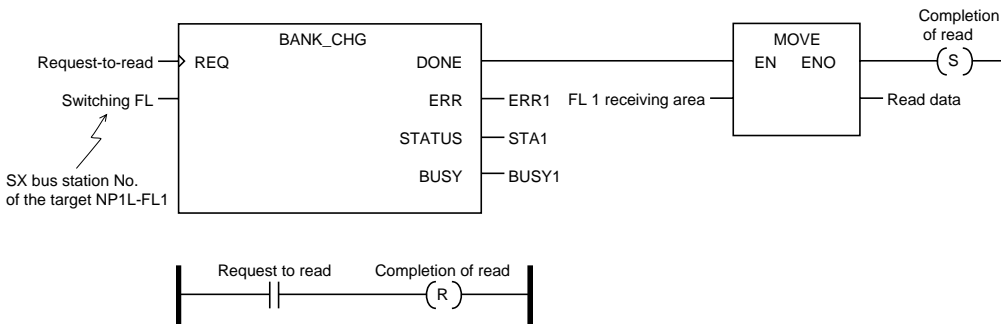 Completion
of read
BANK_CHG
MOVE
Request-to-read
REQ
DONE
EN ENO
S
Switching FL
ERR
ERR1
FL 1 receiving area
Read data
STATUS
STA1
SX bus station No.
of the target NP1L-FL1
BUSY
BUSY1
Request to read
Completion of read
R